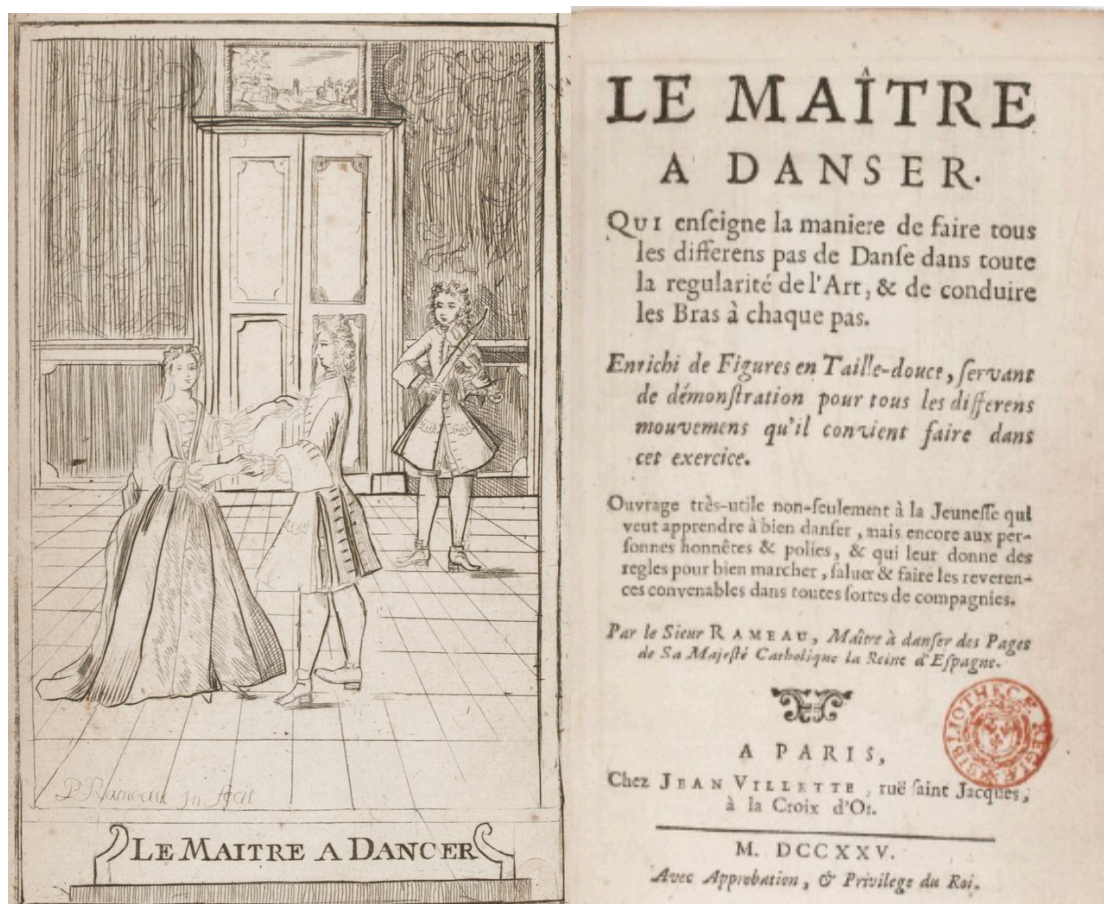 P. Rameau In. fecit
LE MAITRE A DANCER
LE MAÎTRE
A DANSER.
QUI enſeigne la maniere de faire tous
les differens pas de Danſe dans toute
la regularité de l'Art, & de conduire
les Bras à chaque pas.
Enrichi de Figures en Taille-douce, ſervant
de démonſtration pour tous les differens
mouvemens qu'il convient faire dans
cet exercice.
Ouvrage très-utile non-ſeulement à la Jeuneſſe qui
veut apprendre à bien danſer, mais encore aux per-
ſonnes honnêtes & polies, & qui leur donne des
regles pour bien marcher, ſaluer & faire les reveren-
ces convenables dans toutes ſortes de compagnies.
Par le Sieur RAMEAU, Maître à danſer des Pages
de Sa Majeſté Catholique la Reine d'Eſpagne.
BIBLIOTHECÆ REGIÆ
A PARIS,
Chez JEAN VILLETTE, ruë ſaint Jacques,
à la Croix d'Or.
M. DCCXXV.
Avec Approbation, & Privilege du Roi.